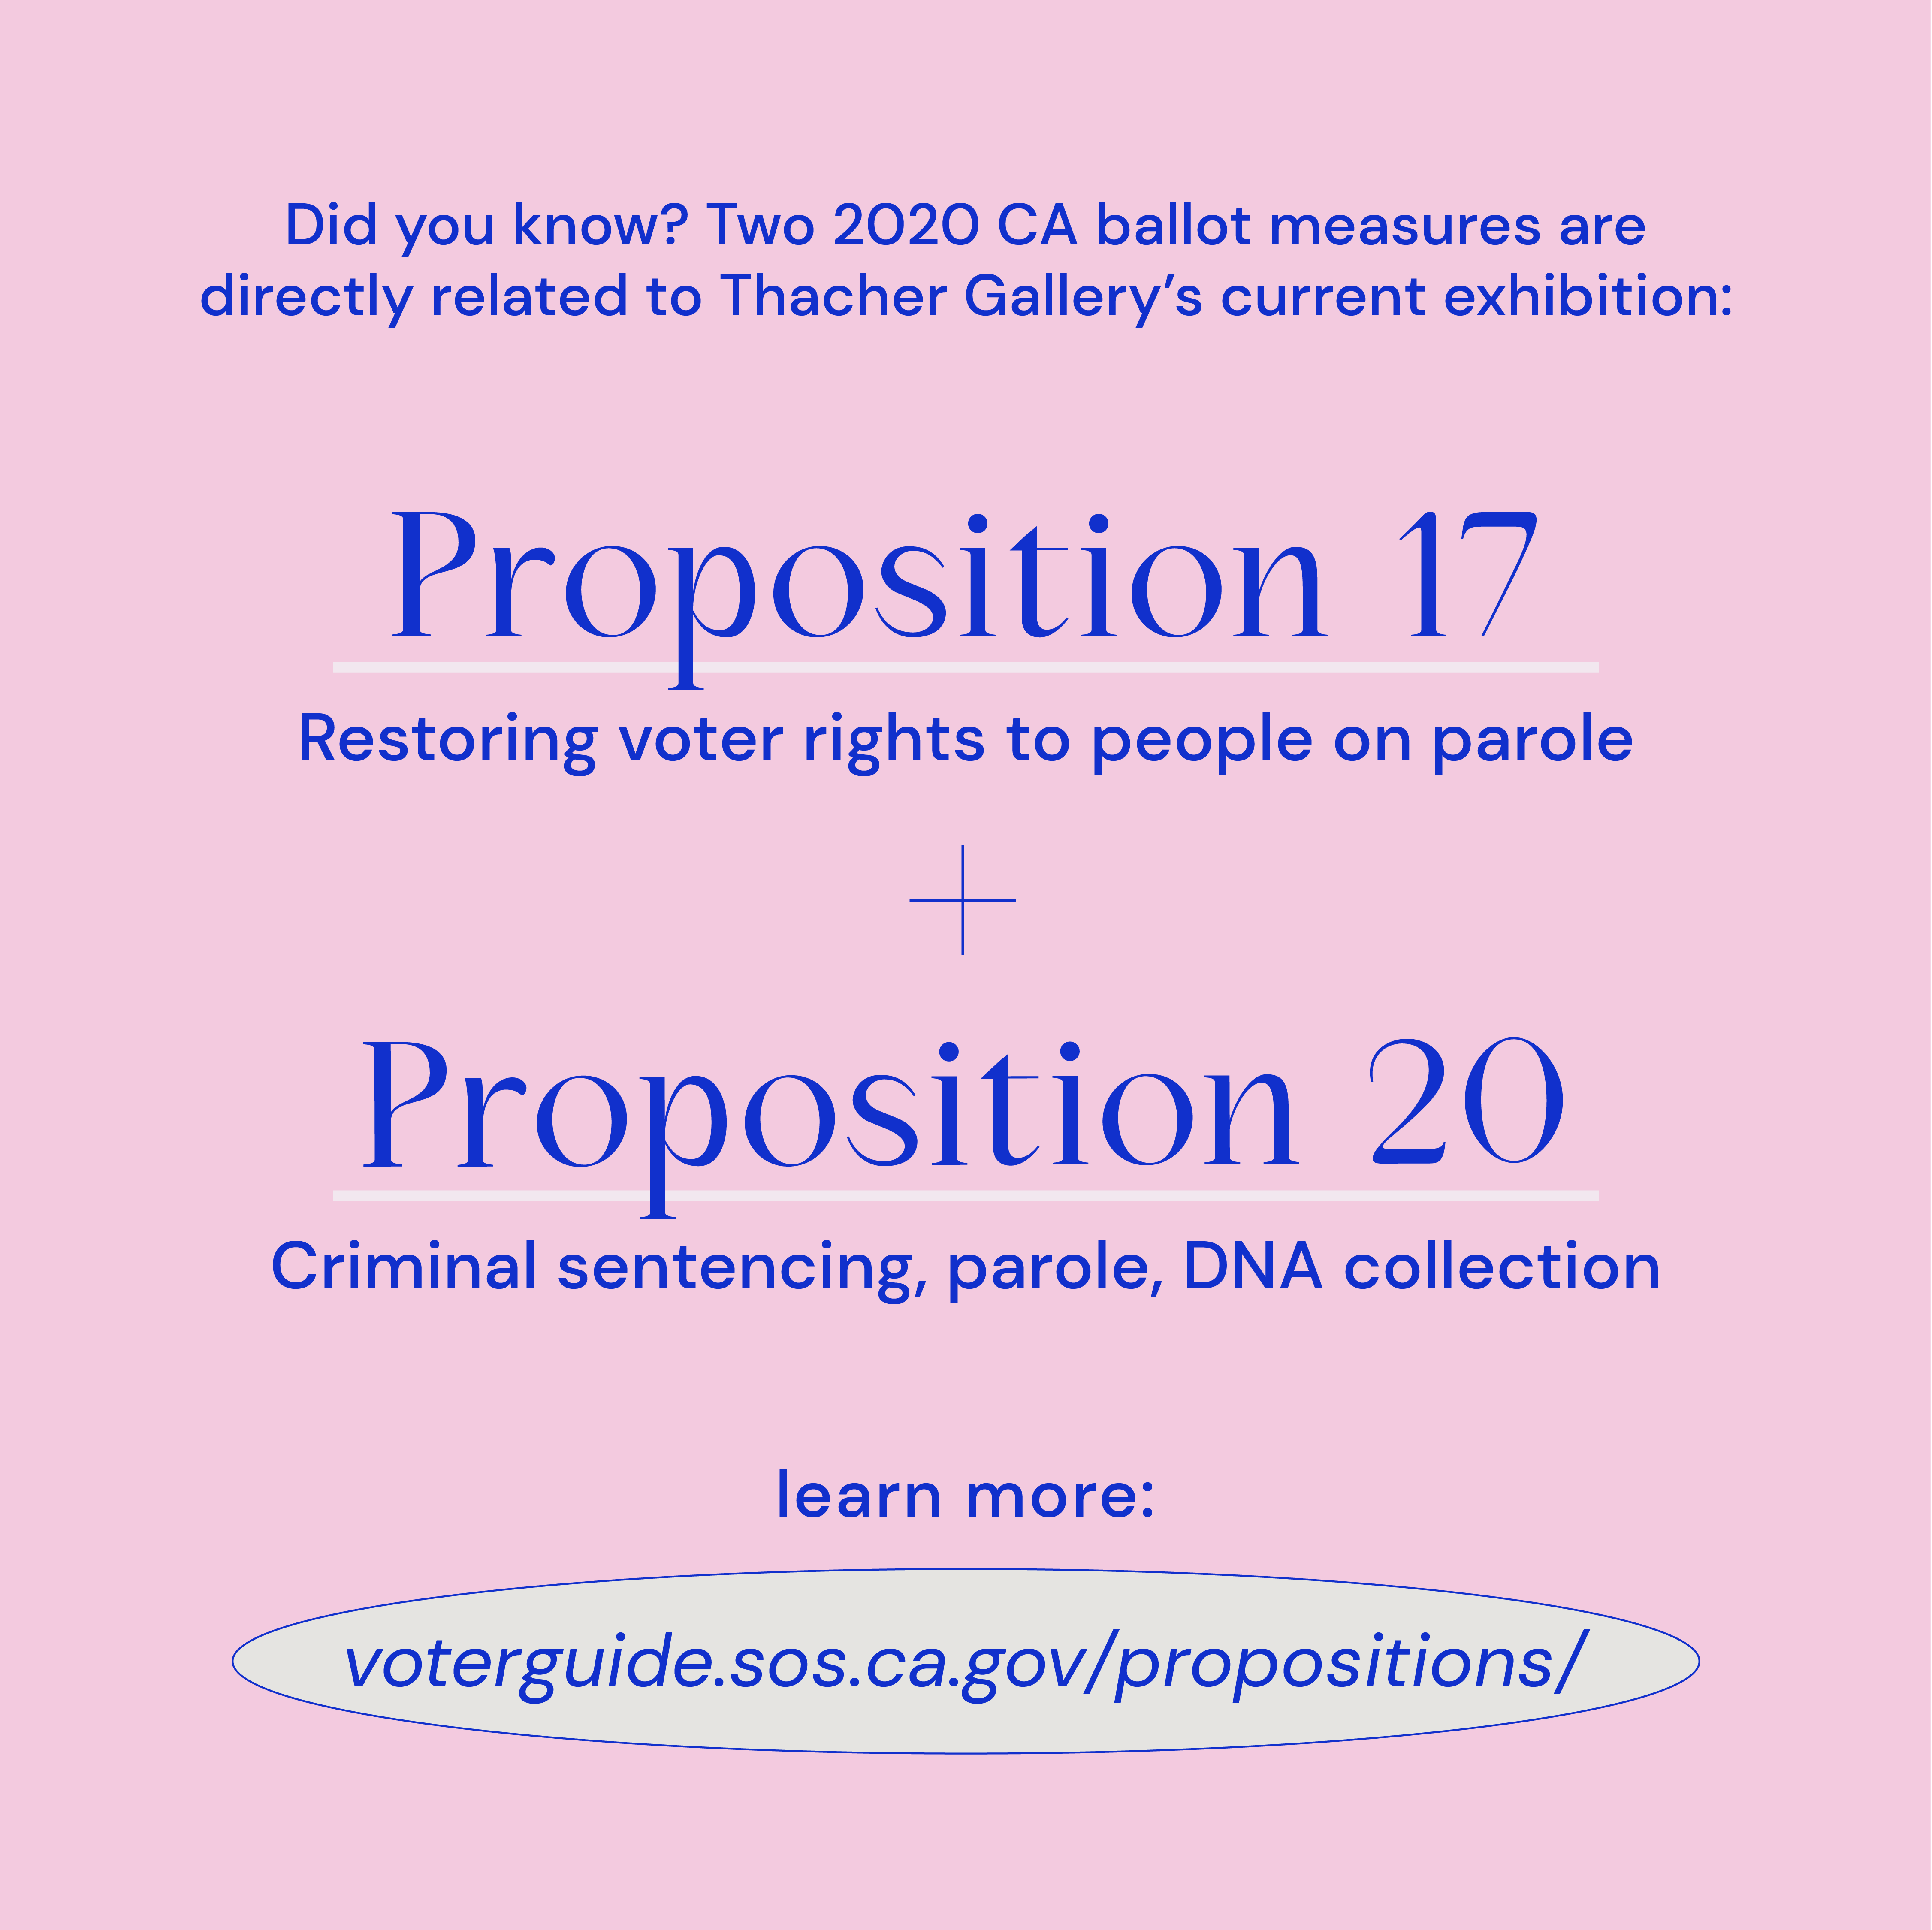 Did you know? Two 2020 CA ballot measures are
directly related to Thacher Gallery’s current exhibition:
Proposition 17
Restoring voter rights to people on parole
+
Proposition 20
Criminal sentencing, parole, DNA collection
learn more:
voterguide.sos.ca.gov/propositions/